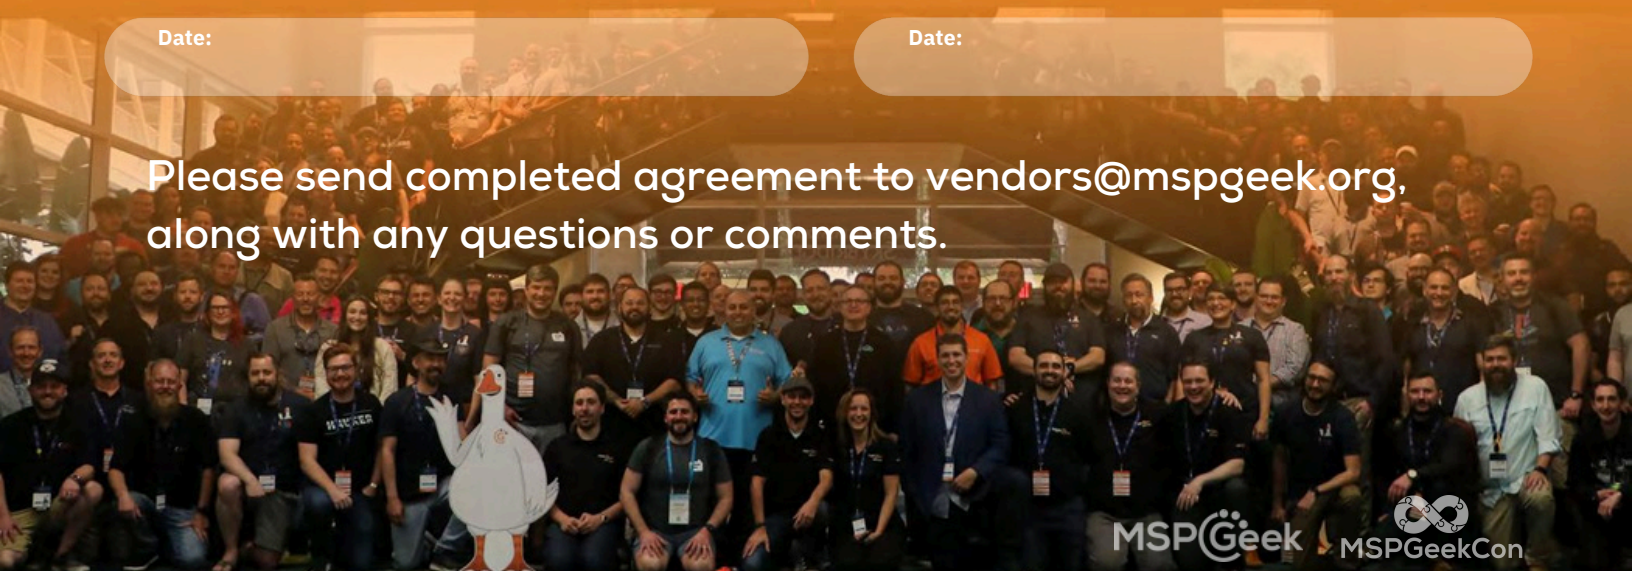 Date:
Date:
Please send completed agreement to vendors@mspgeek.org,
along with any questions or comments.
MSPGeek
MSPGeekCon